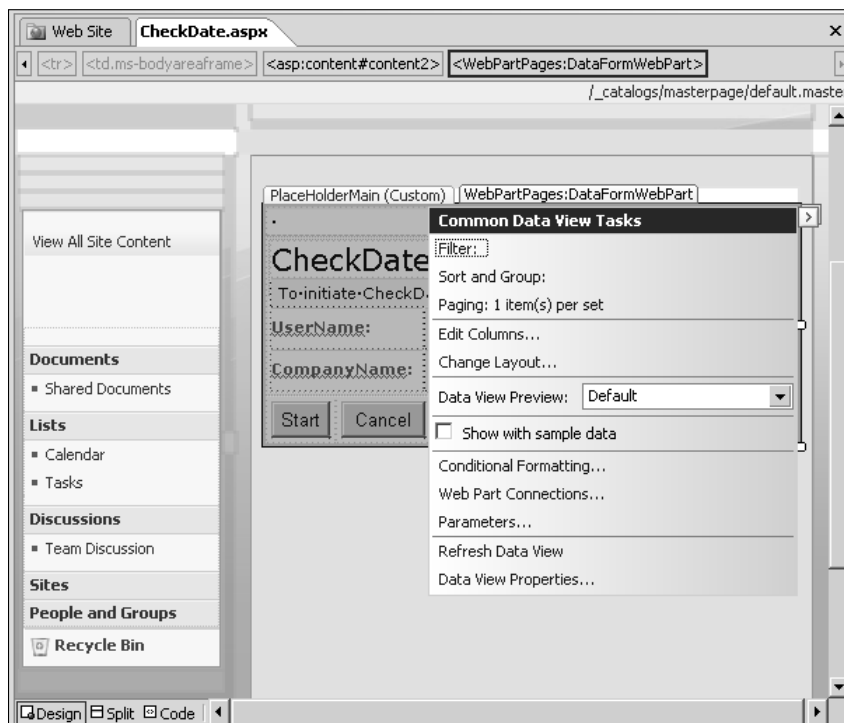 Web Site
CheckDate.aspx
<tr> <td.ms-bodyareaframe> <asp:content#content2> <WebPartPages:DataFormWebPart>
/_catalogs/masterpage/default.maste
PlaceHolderMain (Custom) WebPartPages:DataFormWebPart
Common Data View Tasks
View All Site Content
Filter:
CheckDate
Sort and Group:
To·initiate·CheckD
Paging: 1 item(s) per set
UserName:
Edit Columns...
Documents
CompanyName:
Change Layout...
Shared Documents
Data View Preview: Default
Lists
Start Cancel
Show with sample data
Calendar
Conditional Formatting...
Tasks
Web Part Connections...
Discussions
Parameters...
Team Discussion
Refresh Data View
Sites
Data View Properties...
People and Groups
Recycle Bin
Design Split Code